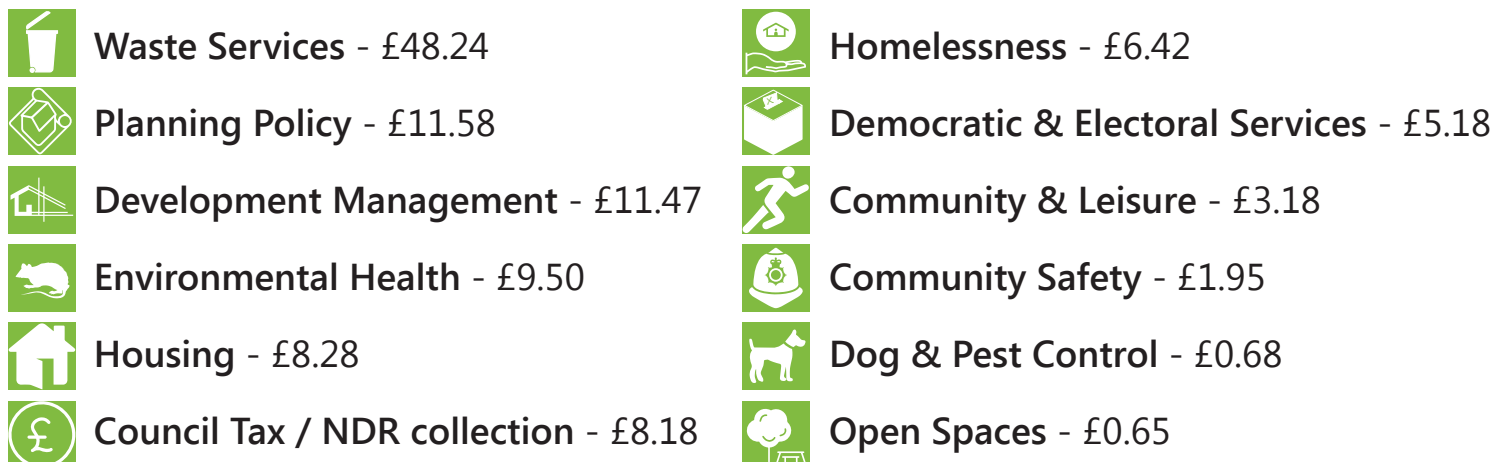 Waste Services - £48.24
Planning Policy - £11.58
Development Management - £11.47
Environmental Health - £9.50
Housing - £8.28
£
Council Tax / NDR collection - £8.18
Homelessness - £6.42
Democratic & Electoral Services - £5.18
Community & Leisure - £3.18
Community Safety - £1.95
Dog & Pest Control - £0.68
Open Spaces - £0.65